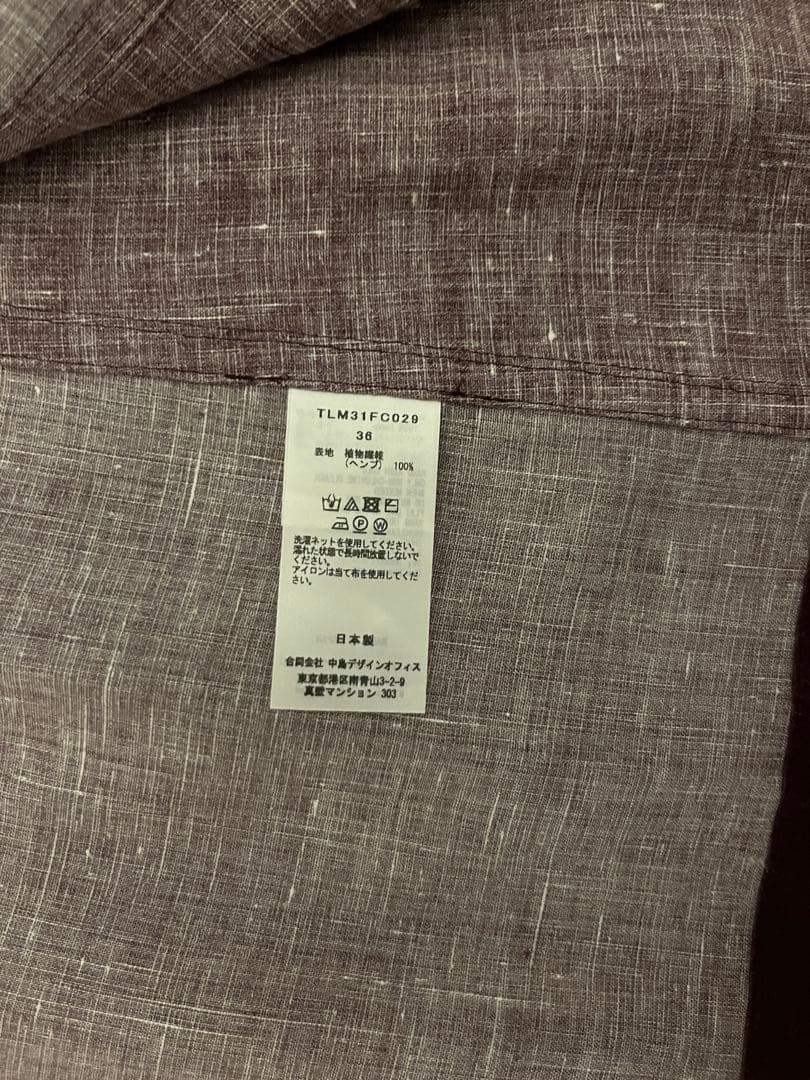 TLM31FC029
36
表地 植物繊維
(ヘンプ) 100%
P W
洗濯ネットを使用してください。
濡れた状態で長時間放置しないで
ください。
アイロンは当て布を使用してくだ
さい。
日本製
合同会社 中島デザインオフィス
東京都港区南青山3-2-9
真壁マンション 303